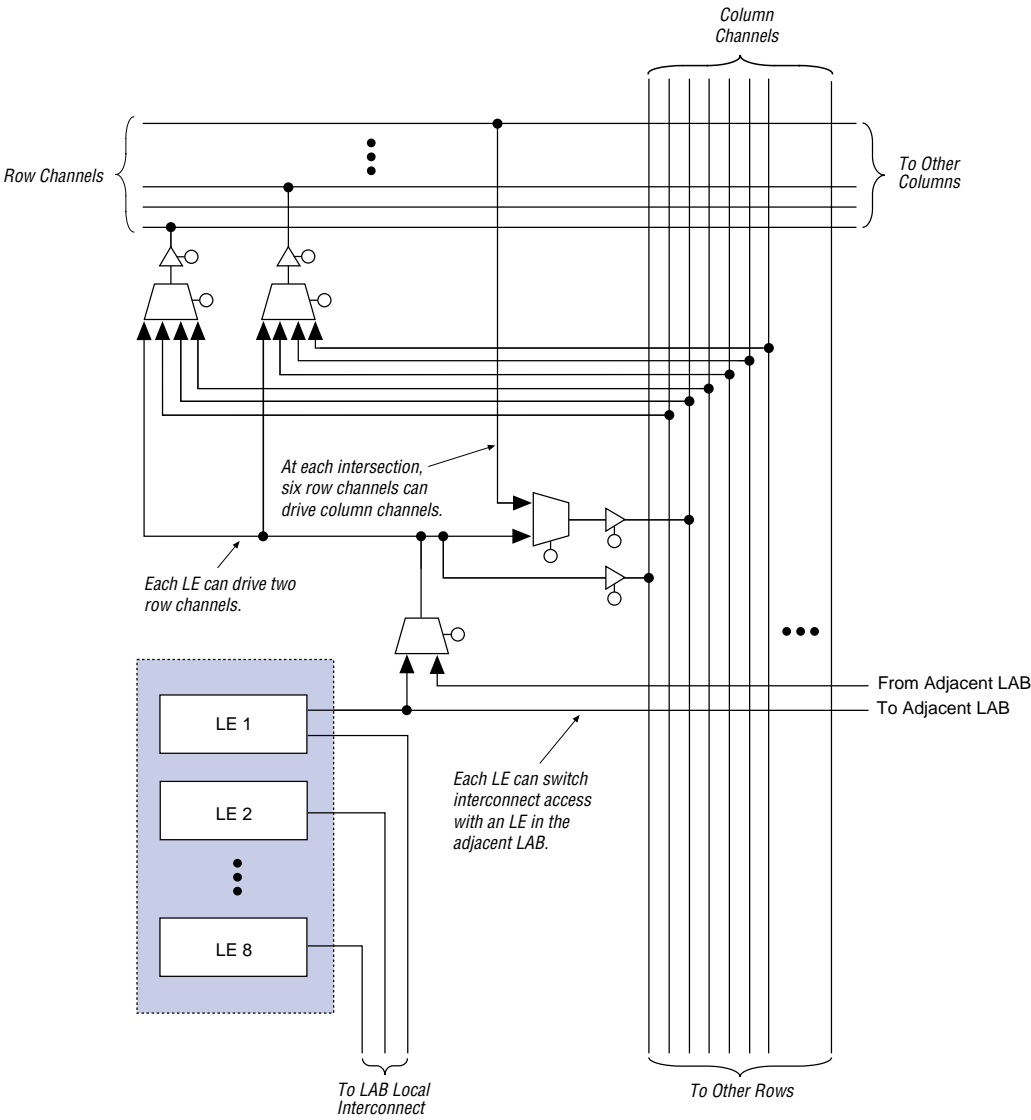 Column
Channels
Row Channels
To Other
Columns
At each intersection,
six row channels can
drive column channels.
Each LE can drive two
row channels.
From Adjacent LAB
To Adjacent LAB
LE 1
Each LE can switch
interconnect access
with an LE in the
adjacent LAB.
LE 2
LE 8
To LAB Local
Interconnect
To Other Rows